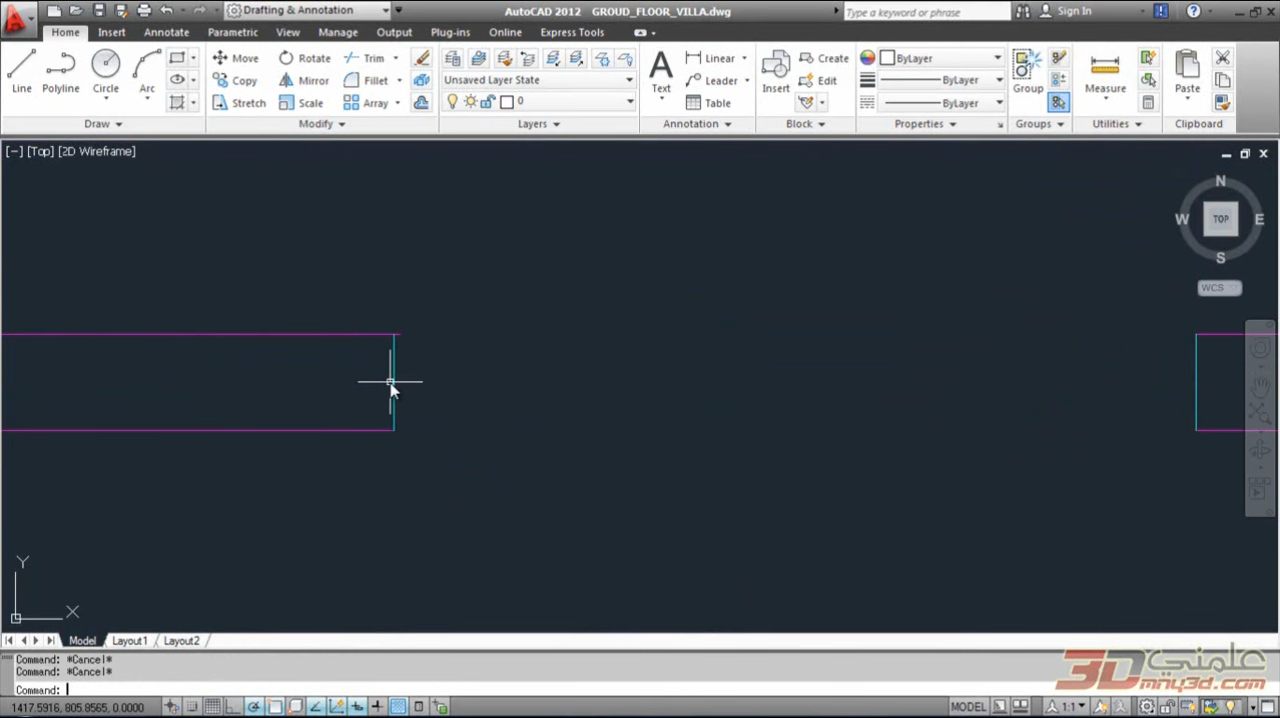 Drafting & Annotation
AutoCAD 2012 GROUD_FLOOR_VILLA.dwg
Type a keyword or phrase
Sign In
Home Insert Annotate Parametric View Manage Output Plug-ins Online Express Tools
Line Polyline Circle Arc
Move Rotate Trim
Copy Mirror Fillet
Stretch Scale Array
Unsaved Layer State
0
Text
Linear
Leader
Table
Insert
Create
Edit
ByLayer
ByLayer
ByLayer
Group Measure Paste
Draw Modify Layers Annotation Block Properties Groups Utilities Clipboard
[−] [Top] [2D Wireframe]
N
W TOP E
S
WCS
Y
X
Model Layout1 Layout2
Command: *Cancel*
Command: *Cancel*
Command:
3D علمني
mny3d.com
1417.5916, 805.8565, 0.0000
MODEL
1:1